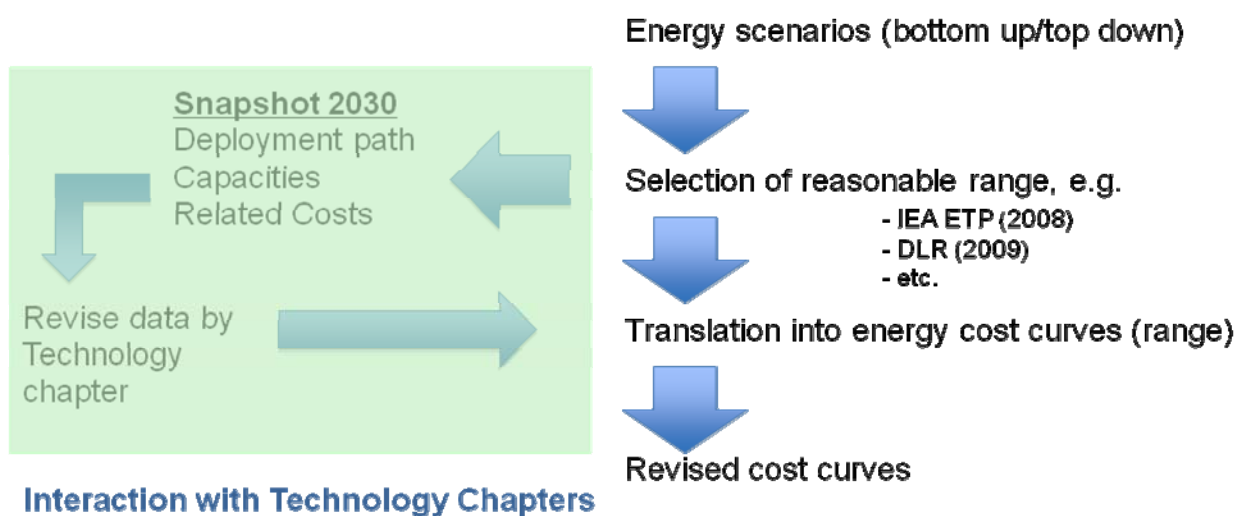 Energy scenarios (bottom up/top down)
Snapshot 2030
Deployment path
Capacities
Related Costs
Selection of reasonable range, e.g.
- IEA ETP (2008)
- DLR (2009)
- etc.
Revise data by
Technology
chapter
Translation into energy cost curves (range)
Revised cost curves
Interaction with Technology Chapters